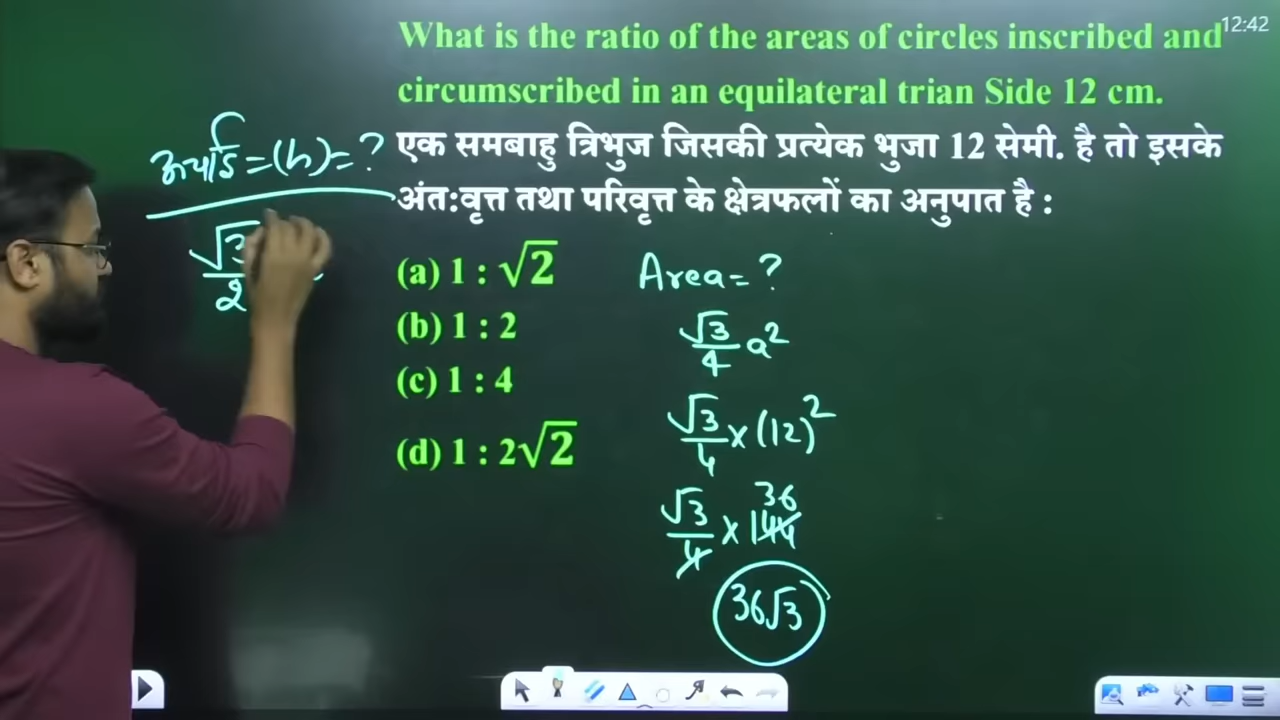 12:42
What is the ratio of the areas of circles inscribed and
circumscribed in an equilateral trian Side 12 cm.
एक समबाहु त्रिभुज जिसकी प्रत्येक भुजा 12 सेमी. है तो इसके
अंत:वृत्त तथा परिवृत्त के क्षेत्रफलों का अनुपात है :
(a) 1 : √2
(b) 1 : 2
(c) 1 : 4
(d) 1 : 2√2
=(h)=?
√3
2
Area=?
√3/4 a²
√3/4 × (12)²
36
√3/4 × 144
36√3